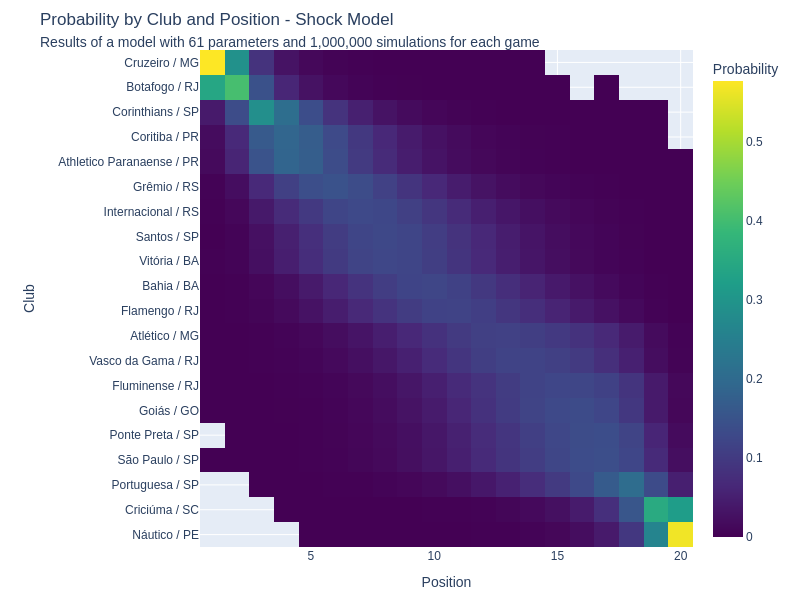 Probability by Club and Position - Shock Model
Results of a model with 61 parameters and 1,000,000 simulations for each game
Cruzeiro / MG
Botafogo / RJ
Corinthians / SP
Coritiba / PR
Athletico Paranaense / PR
Grêmio / RS
Internacional / RS
Santos / SP
Vitória / BA
Bahia / BA
Flamengo / RJ
Atlético / MG
Vasco da Gama / RJ
Fluminense / RJ
Goiás / GO
Ponte Preta / SP
São Paulo / SP
Portuguesa / SP
Criciúma / SC
Náutico / PE
Club
5
10
15
20
Position
Probability
0.5
0.4
0.3
0.2
0.1
0